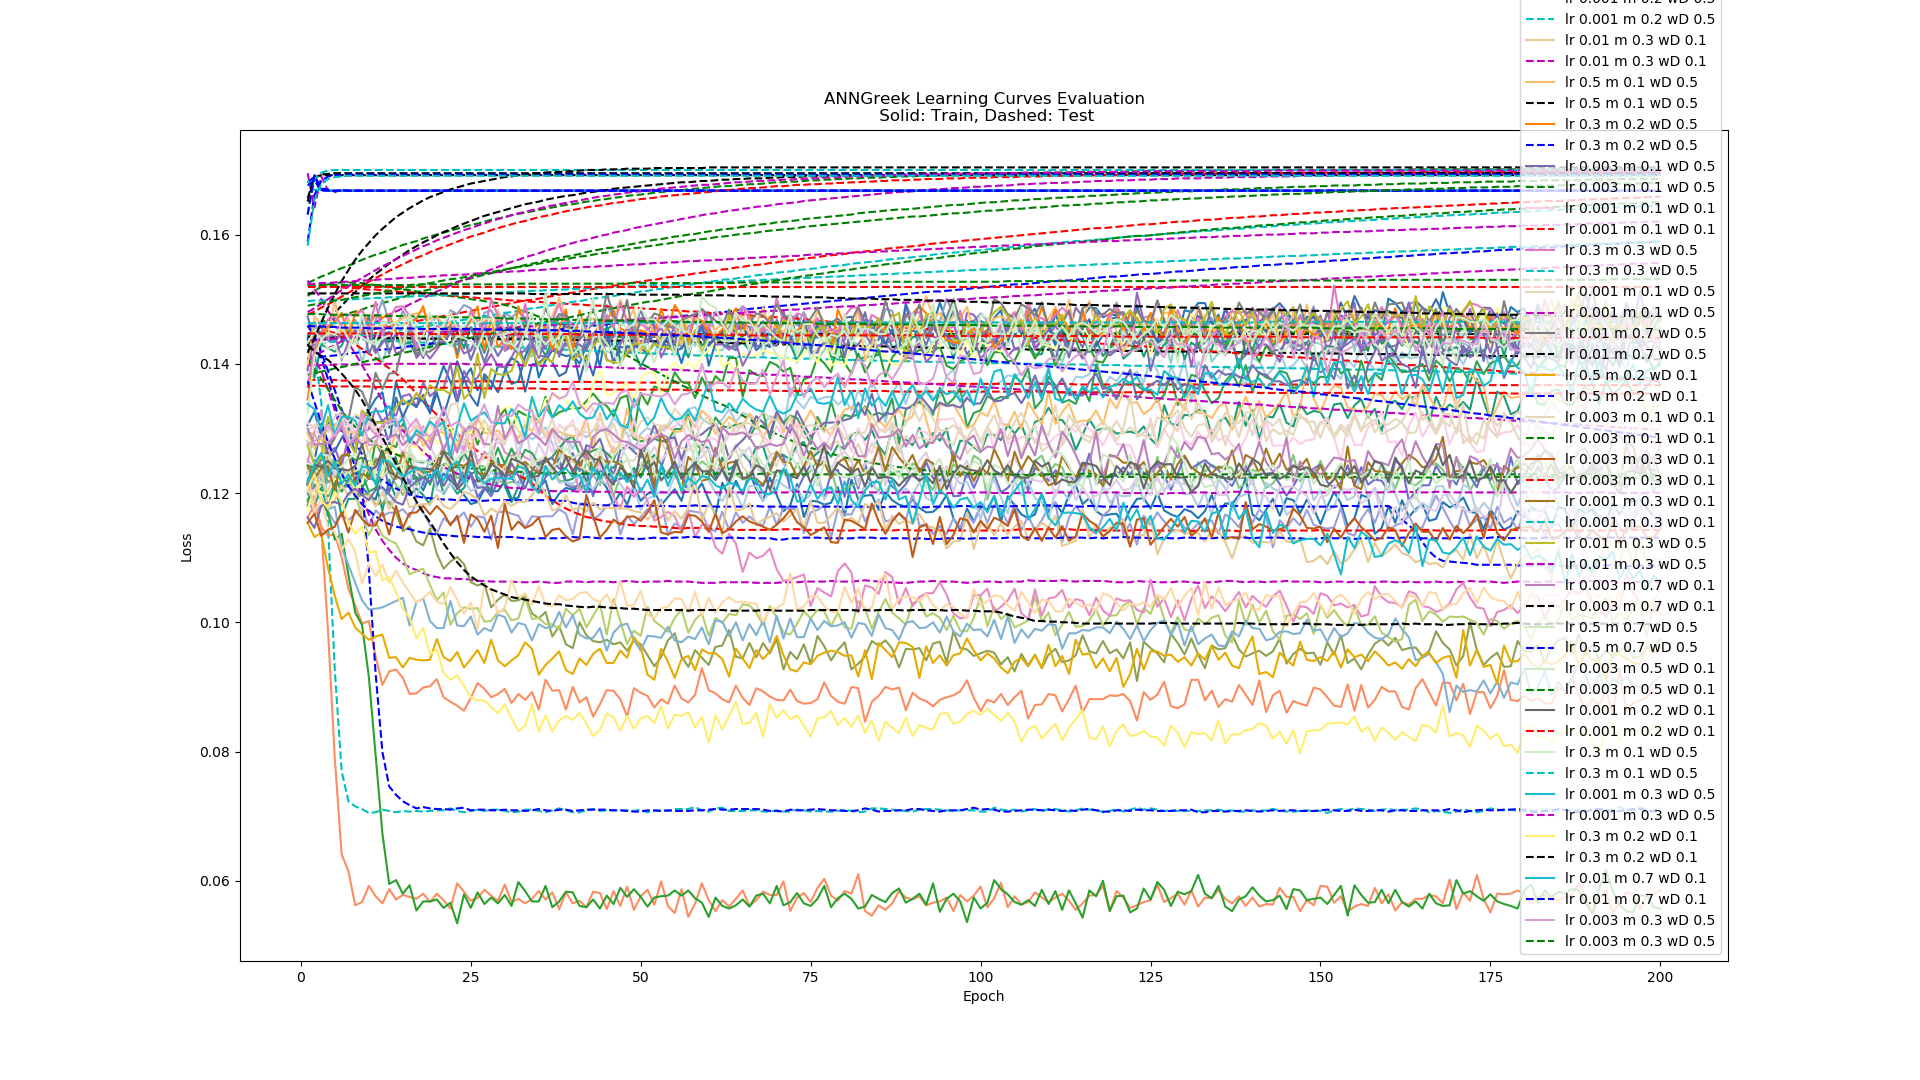 lr 0.001 m 0.2 wD 0.5
lr 0.001 m 0.2 wD 0.5
lr 0.01 m 0.3 wD 0.1
lr 0.01 m 0.3 wD 0.1
lr 0.5 m 0.1 wD 0.5
lr 0.5 m 0.1 wD 0.5
lr 0.3 m 0.2 wD 0.5
lr 0.3 m 0.2 wD 0.5
lr 0.003 m 0.1 wD 0.5
lr 0.003 m 0.1 wD 0.5
lr 0.001 m 0.1 wD 0.1
lr 0.001 m 0.1 wD 0.1
lr 0.3 m 0.3 wD 0.5
lr 0.3 m 0.3 wD 0.5
lr 0.001 m 0.1 wD 0.5
lr 0.001 m 0.1 wD 0.5
lr 0.01 m 0.7 wD 0.5
lr 0.01 m 0.7 wD 0.5
lr 0.5 m 0.2 wD 0.1
lr 0.5 m 0.2 wD 0.1
lr 0.003 m 0.1 wD 0.1
lr 0.003 m 0.1 wD 0.1
lr 0.003 m 0.3 wD 0.1
lr 0.003 m 0.3 wD 0.1
lr 0.001 m 0.3 wD 0.1
lr 0.001 m 0.3 wD 0.1
lr 0.01 m 0.3 wD 0.5
lr 0.01 m 0.3 wD 0.5
lr 0.003 m 0.7 wD 0.1
lr 0.003 m 0.7 wD 0.1
lr 0.5 m 0.7 wD 0.5
lr 0.5 m 0.7 wD 0.5
lr 0.003 m 0.5 wD 0.1
lr 0.003 m 0.5 wD 0.1
lr 0.001 m 0.2 wD 0.1
lr 0.001 m 0.2 wD 0.1
lr 0.3 m 0.1 wD 0.5
lr 0.3 m 0.1 wD 0.5
lr 0.001 m 0.3 wD 0.5
lr 0.001 m 0.3 wD 0.5
lr 0.3 m 0.2 wD 0.1
lr 0.3 m 0.2 wD 0.1
lr 0.01 m 0.7 wD 0.1
lr 0.01 m 0.7 wD 0.1
lr 0.003 m 0.3 wD 0.5
lr 0.003 m 0.3 wD 0.5
ANNGreek Learning Curves Evaluation
Solid: Train, Dashed: Test
Loss
0.16
0.14
0.12
0.10
0.08
0.06
0
25
50
75
100
125
150
175
200
Epoch